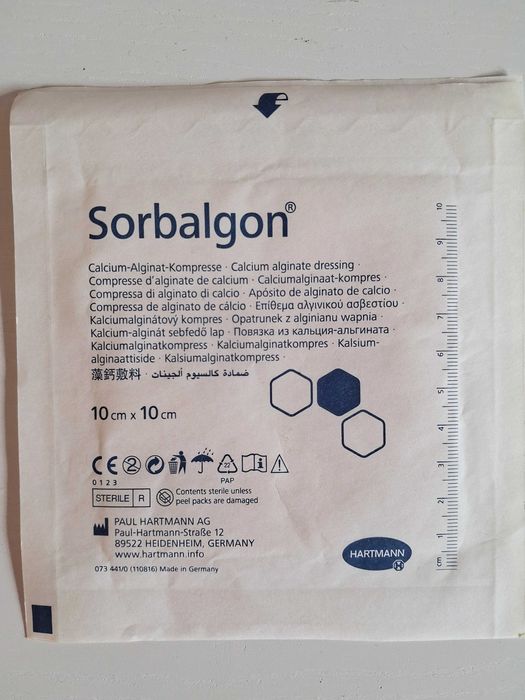 Sorbalgon®
Calcium-Alginat-Kompresse · Calcium alginate dressing ·
Compresse d'alginate de calcium · Calciumalginaat-kompres ·
Compressa di alginato di calcio · Apósito de alginato de calcio ·
Compressa de alginato de cálcio · Επίθεμα αλγινικού ασβεστίου ·
Kalciumalginátový kompres · Opatrunek z alginianu wapnia ·
Kalcium-alginát sebfedő lap · Повязка из кальция-альгината ·
Kalciumalginatkompress · Kalciumalginatkompres · Kalsium-
alginaattiside · Kalsiumalginatkompress ·
藻鈣敷料 · ضمادة كالسيوم ألجينات ·
10 cm x 10 cm
CE 2 22 i
0123 PAP
STERILE R Contents sterile unless
peel packs are damaged
PAUL HARTMANN AG
Paul-Hartmann-Straße 12
89522 HEIDENHEIM, GERMANY
www.hartmann.info
073 441/0 (110816) Made in Germany
HARTMANN
10
9
8
7
6
5
4
3
2
1
cm